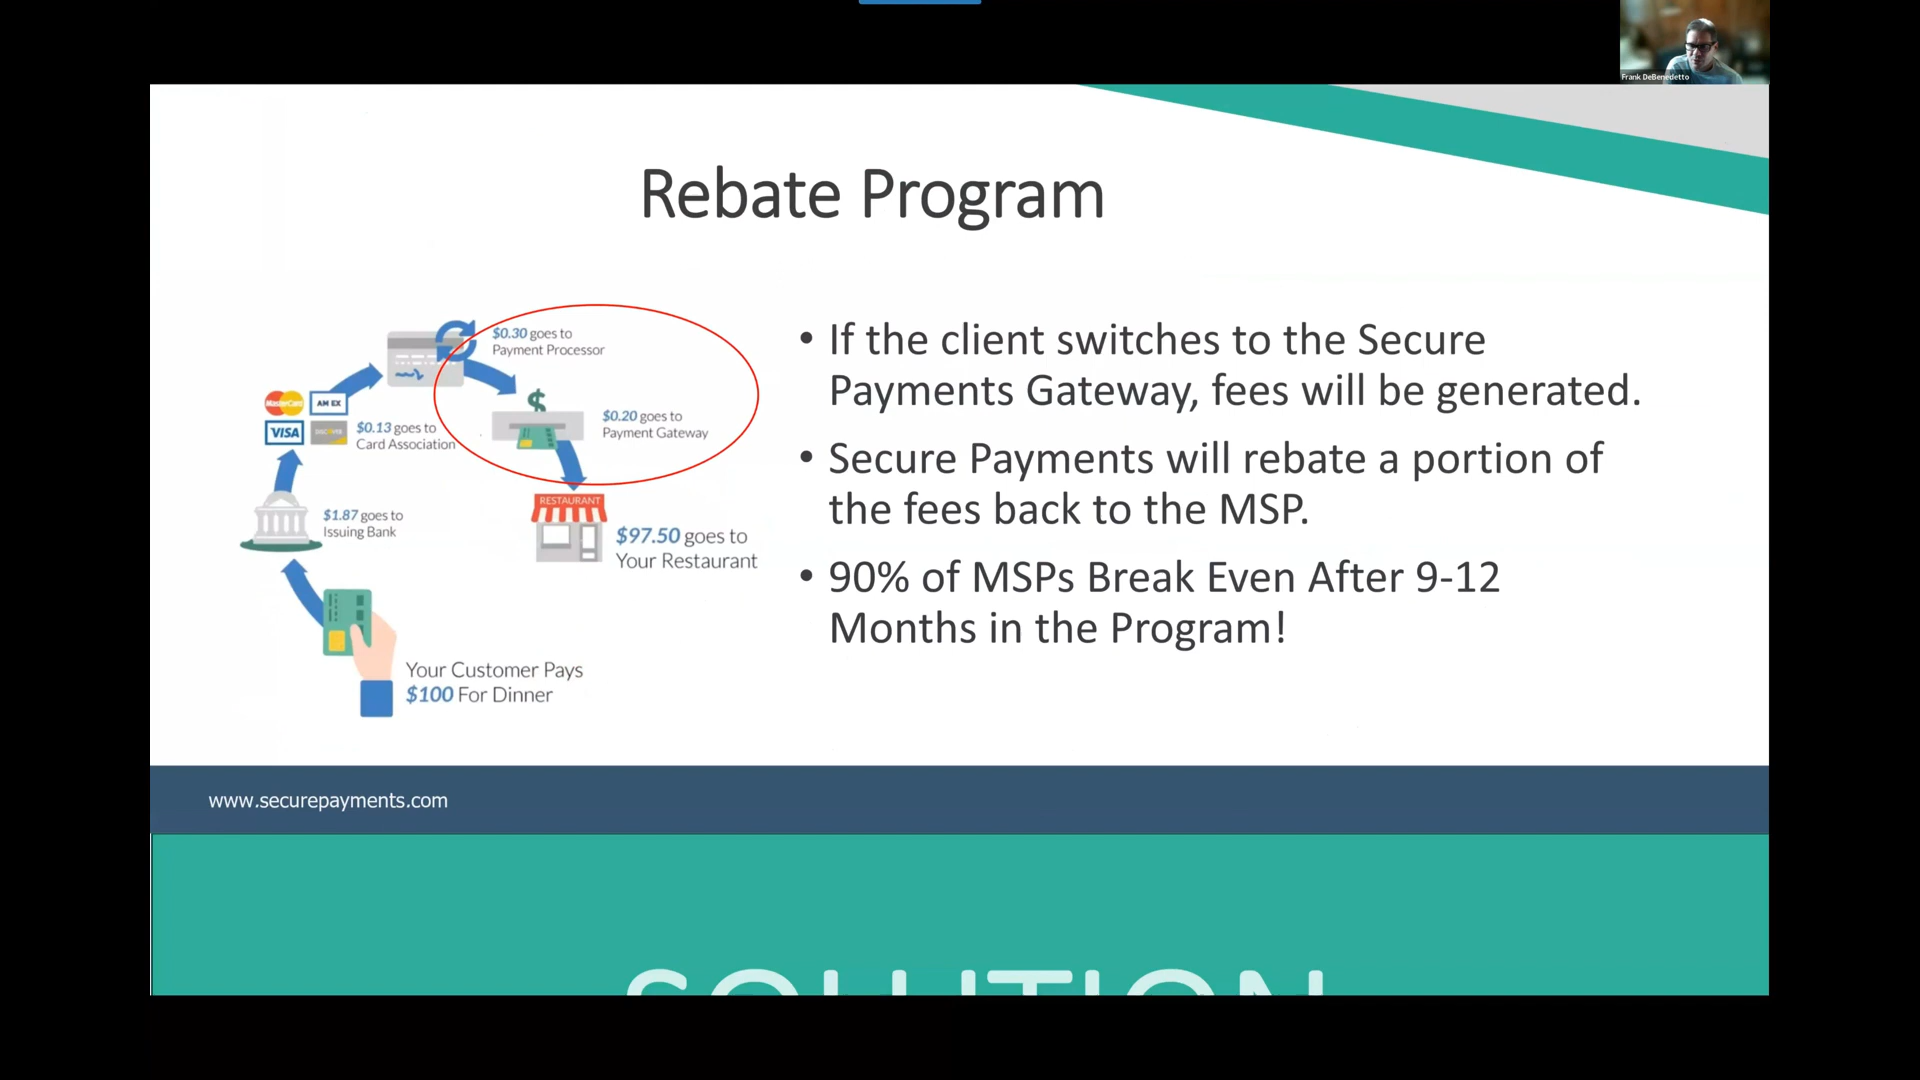 Frank DeBenedetto
Rebate Program
$0.30 goes to
Payment Processor
$0.20 goes to
Payment Gateway
MasterCard
AM EX
VISA
$0.13 goes to
Card Association
$1.87 goes to
Issuing Bank
RESTAURANT
$97.50 goes to
Your Restaurant
Your Customer Pays
$100 For Dinner
• If the client switches to the Secure
Payments Gateway, fees will be generated.
• Secure Payments will rebate a portion of
the fees back to the MSP.
• 90% of MSPs Break Even After 9-12
Months in the Program!
www.securepayments.com
SOLUTION